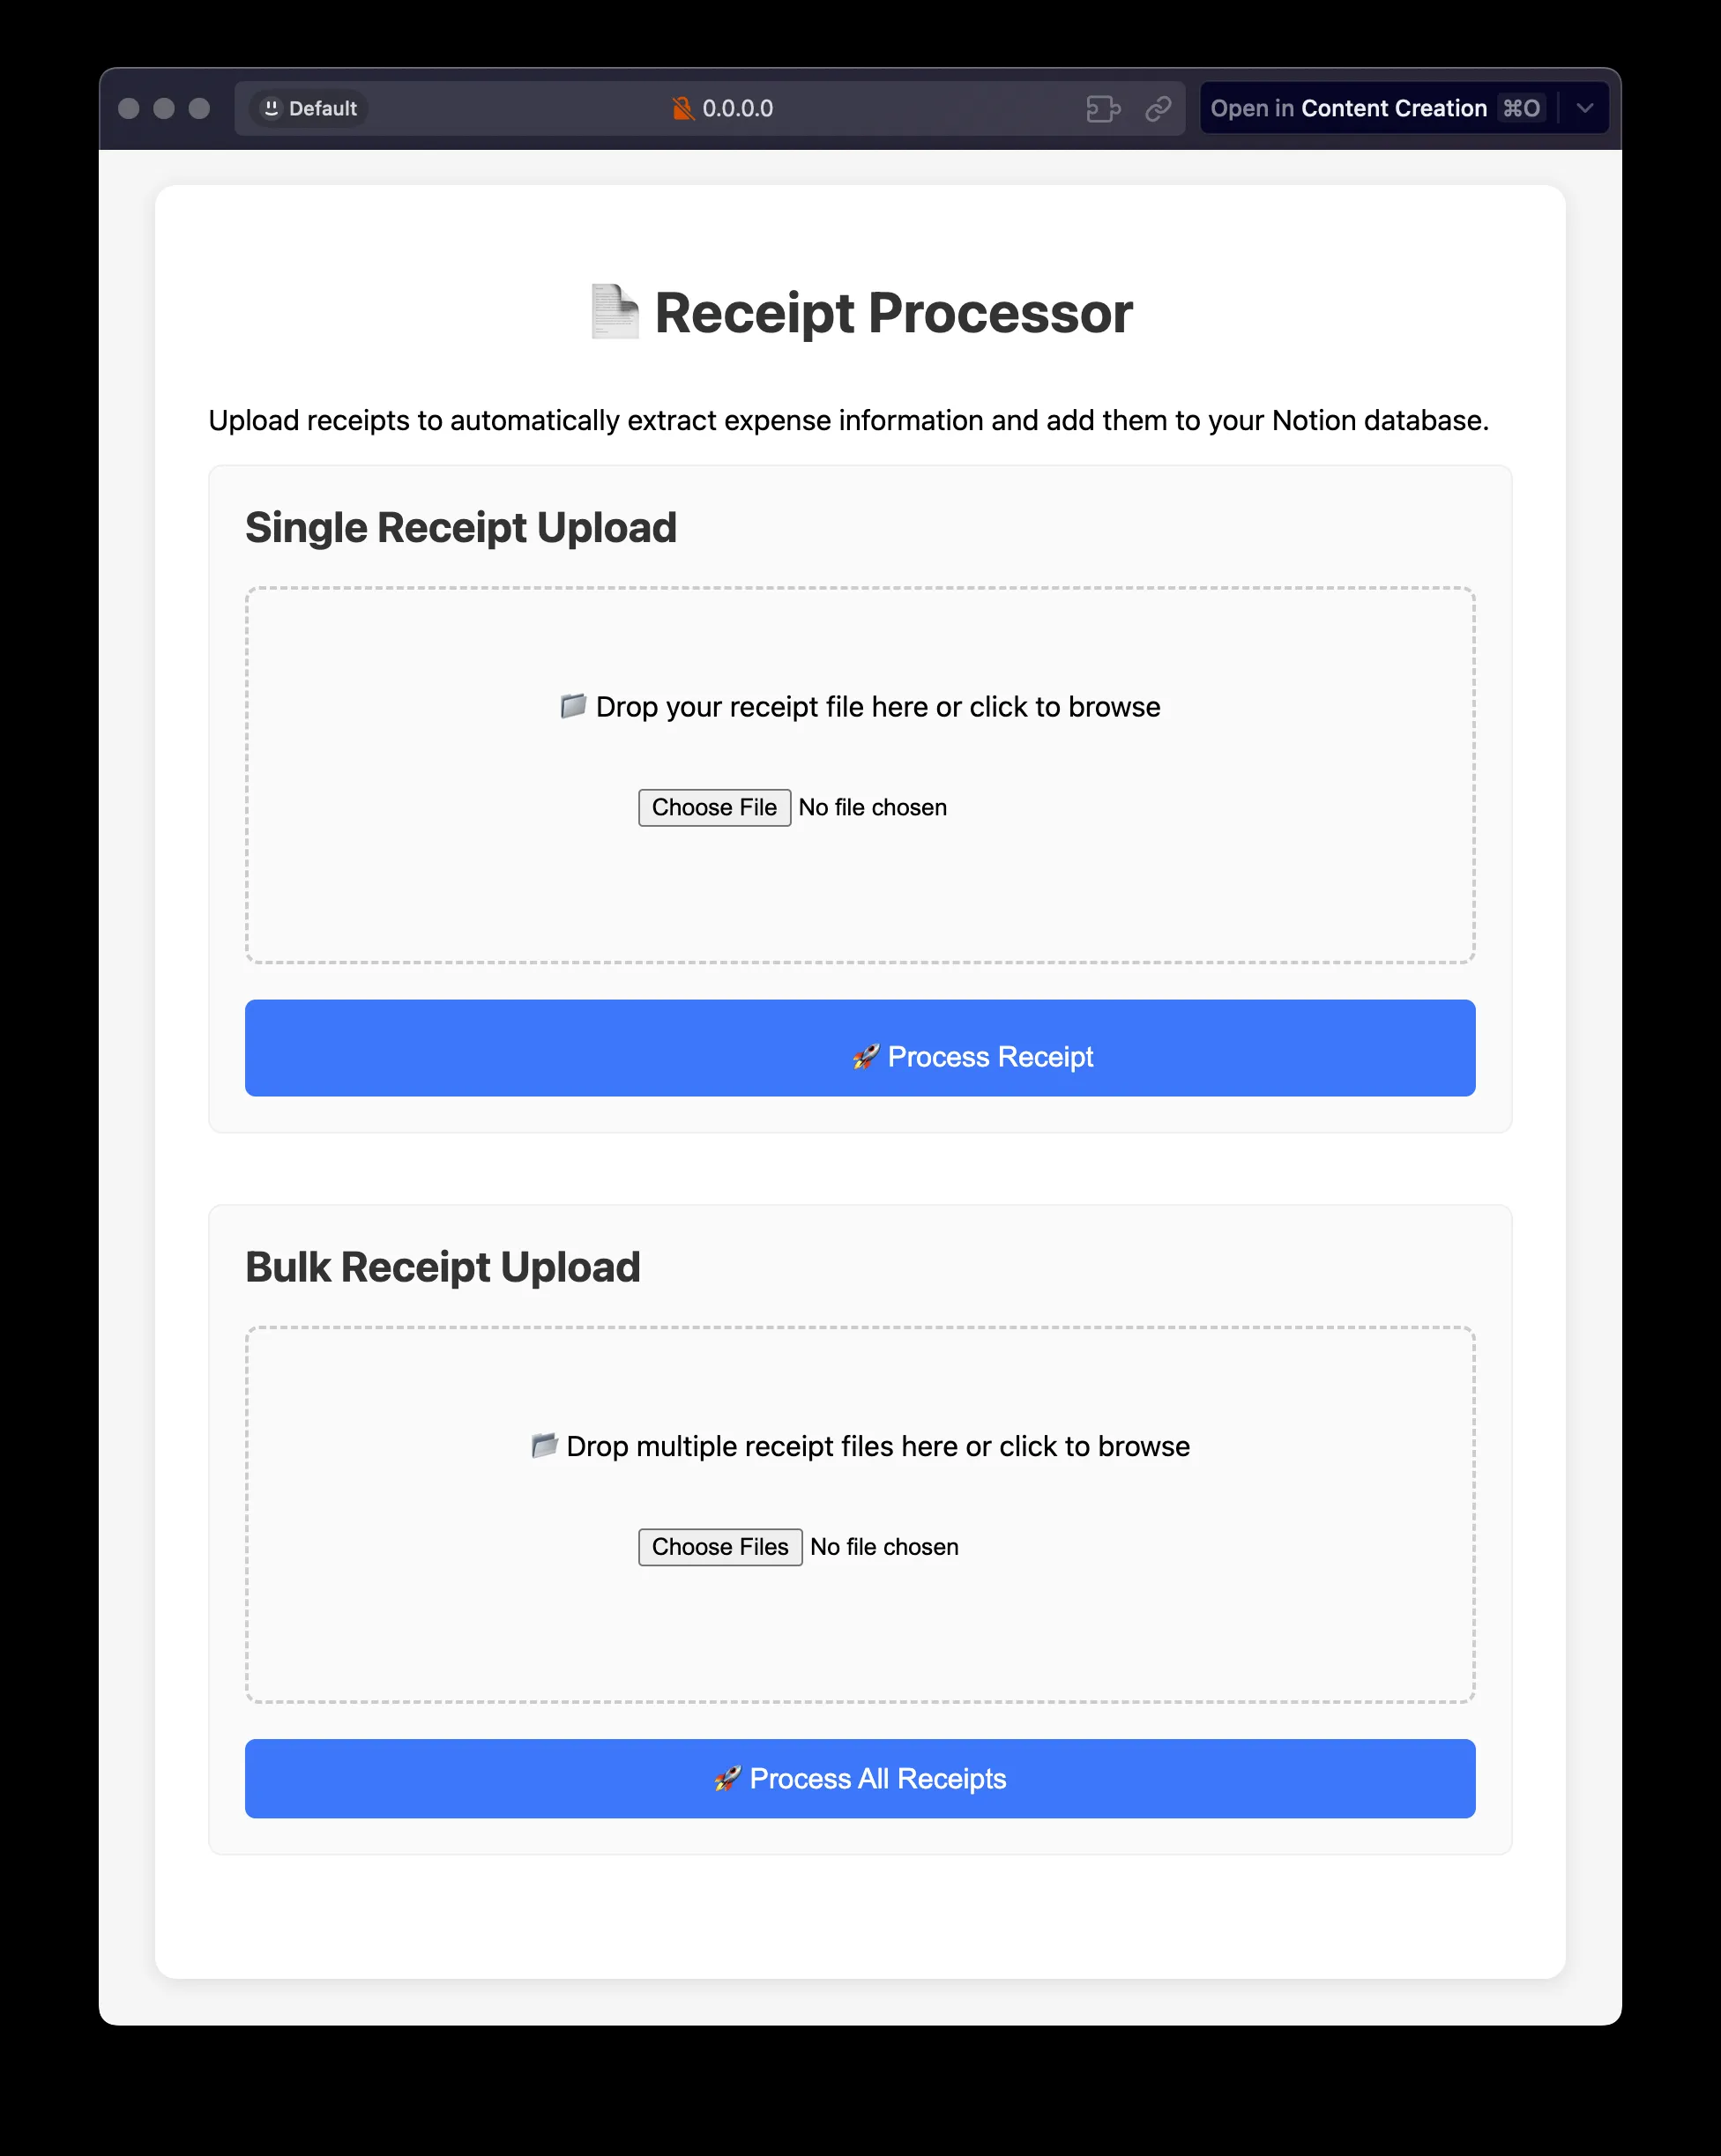 Default
0.0.0.0
Open in Content Creation ⌘O
Receipt Processor
Upload receipts to automatically extract expense information and add them to your Notion database.
Single Receipt Upload
Drop your receipt file here or click to browse
Choose File No file chosen
🚀 Process Receipt
Bulk Receipt Upload
Drop multiple receipt files here or click to browse
Choose Files No file chosen
🚀 Process All Receipts